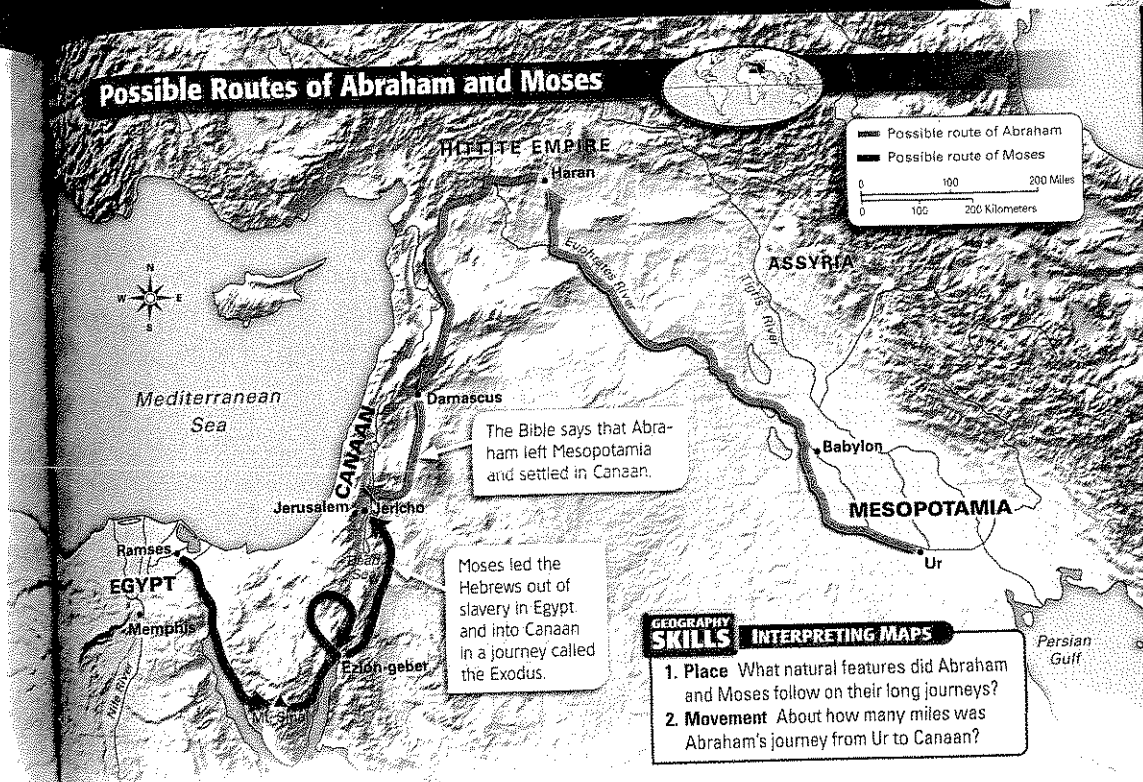 Possible Routes of Abraham and Moses
Possible route of Abraham
Possible route of Moses
0 100 200 Miles
0 100 200 Kilometers
HITTITE EMPIRE
Haran
Euphrates River
ASSYRIA
Tigris River
N
W E
S
Mediterranean
Sea
Damascus
CANAAN
The Bible says that Abra-
ham left Mesopotamia
and settled in Canaan.
Babylon
MESOPOTAMIA
Ur
Jerusalem
Jericho
Dead
Sea
Ramses
EGYPT
Memphis
Nile River
Moses led the
Hebrews out of
slavery in Egypt
and into Canaan
in a journey called
the Exodus.
Ezion-geber
Mt. Sinai
Persian
Gulf
GEOGRAPHY
SKILLS INTERPRETING MAPS
1. Place What natural features did Abraham
and Moses follow on their long journeys?
2. Movement About how many miles was
Abraham's journey from Ur to Canaan?